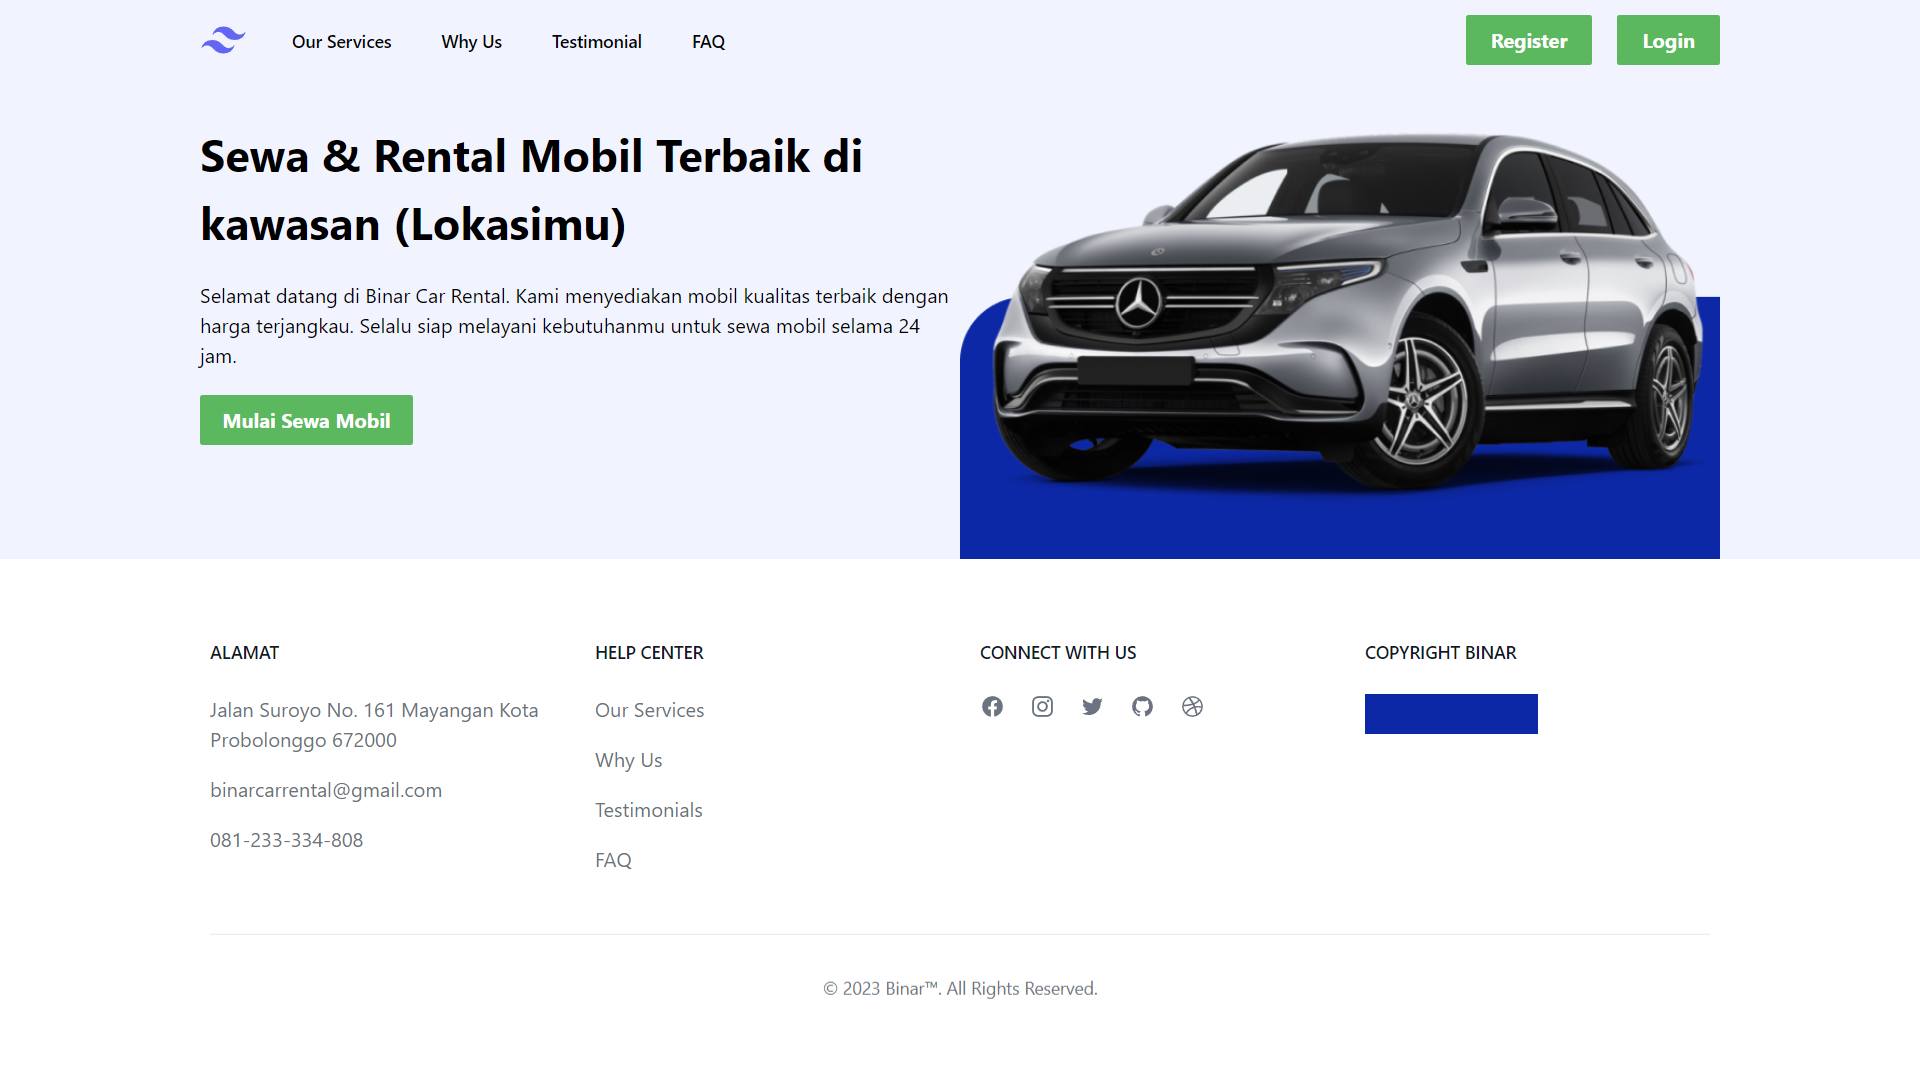 Our Services
Why Us
Testimonial
FAQ
Register
Login
Sewa & Rental Mobil Terbaik di
kawasan (Lokasimu)
Selamat datang di Binar Car Rental. Kami menyediakan mobil kualitas terbaik dengan
harga terjangkau. Selalu siap melayani kebutuhanmu untuk sewa mobil selama 24
jam.
Mulai Sewa Mobil
ALAMAT
Jalan Suroyo No. 161 Mayangan Kota
Probolonggo 672000
binarcarrental@gmail.com
081-233-334-808
HELP CENTER
Our Services
Why Us
Testimonials
FAQ
CONNECT WITH US
COPYRIGHT BINAR
© 2023 Binar™. All Rights Reserved.